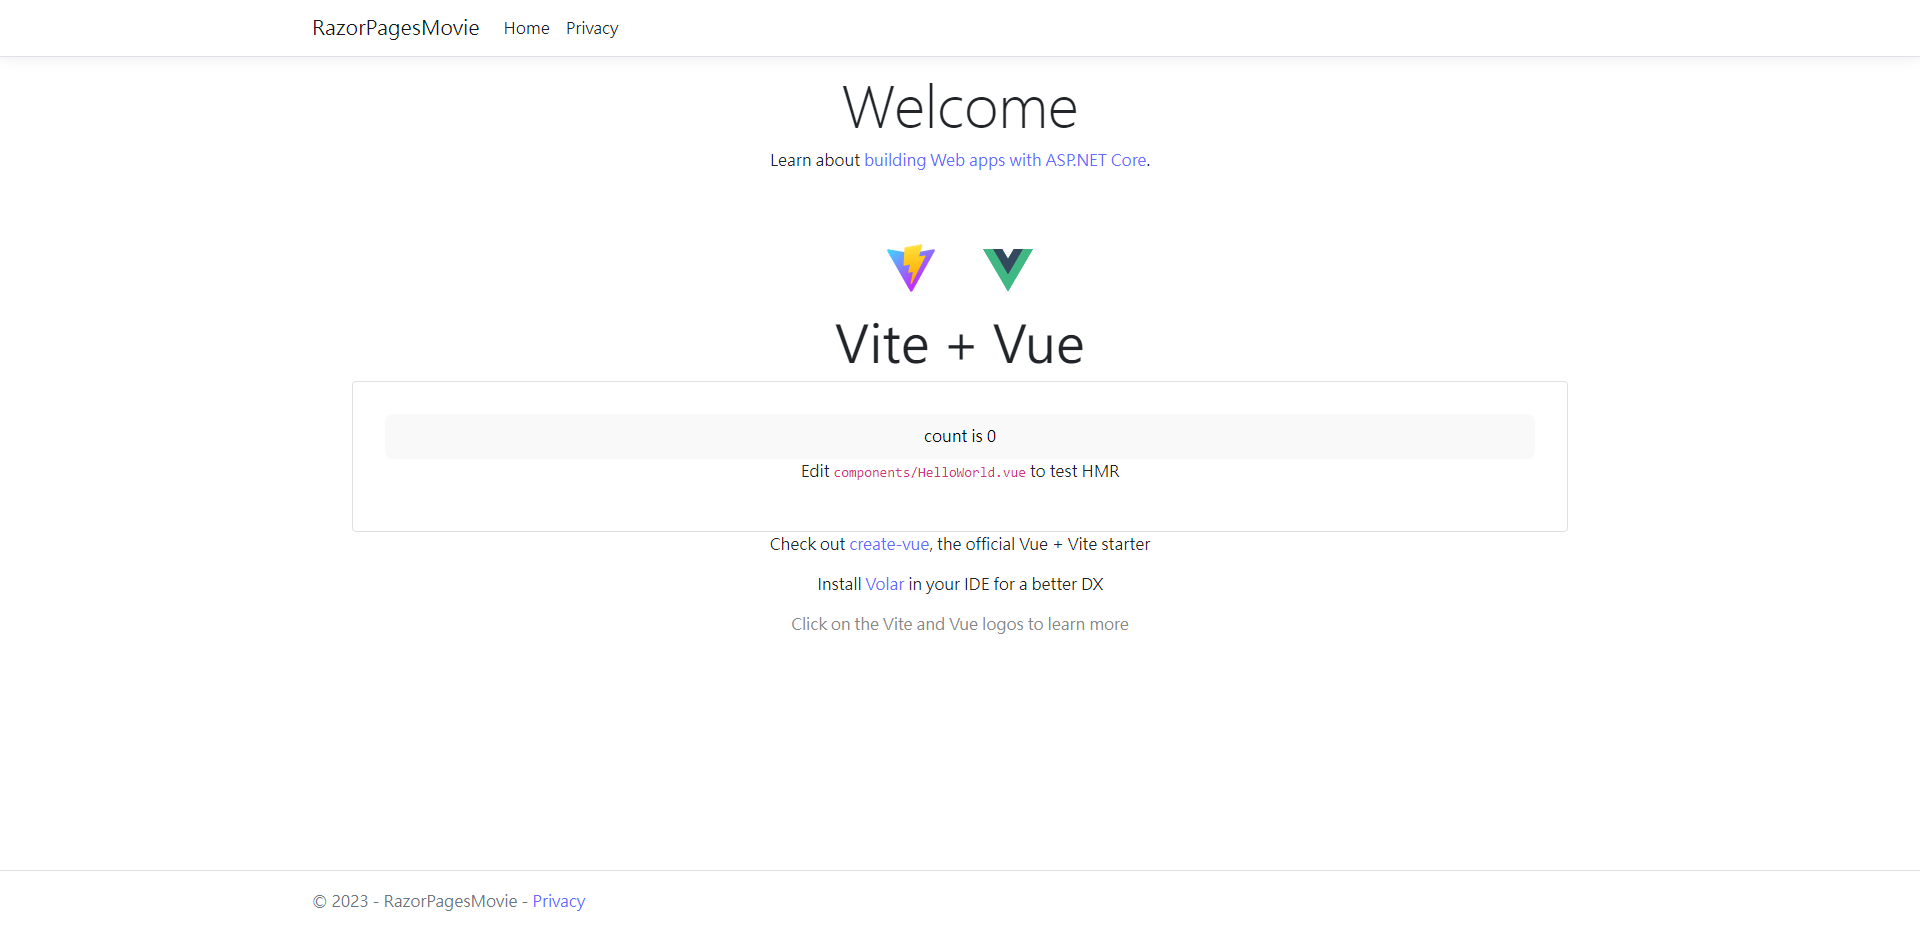 RazorPagesMovie Home Privacy
Welcome
Learn about building Web apps with ASP.NET Core.
Vite + Vue
count is 0
Edit components/HelloWorld.vue to test HMR
Check out create-vue, the official Vue + Vite starter
Install Volar in your IDE for a better DX
Click on the Vite and Vue logos to learn more
© 2023 - RazorPagesMovie - Privacy